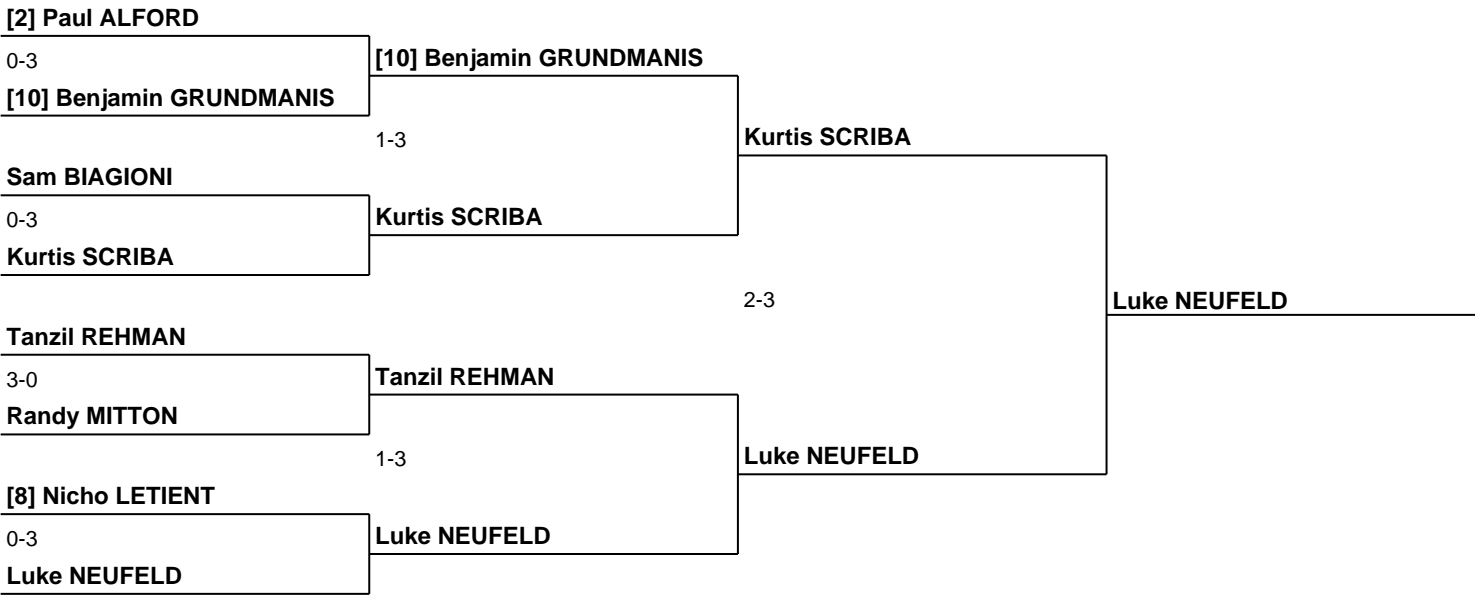 [2] Paul ALFORD
0-3
[10] Benjamin GRUNDMANIS
[10] Benjamin GRUNDMANIS
1-3
Kurtis SCRIBA
Sam BIAGIONI
0-3
Kurtis SCRIBA
Kurtis SCRIBA
2-3
Luke NEUFELD
Tanzil REHMAN
3-0
Tanzil REHMAN
Randy MITTON
1-3
Luke NEUFELD
[8] Nicho LETIENT
0-3
Luke NEUFELD
Luke NEUFELD